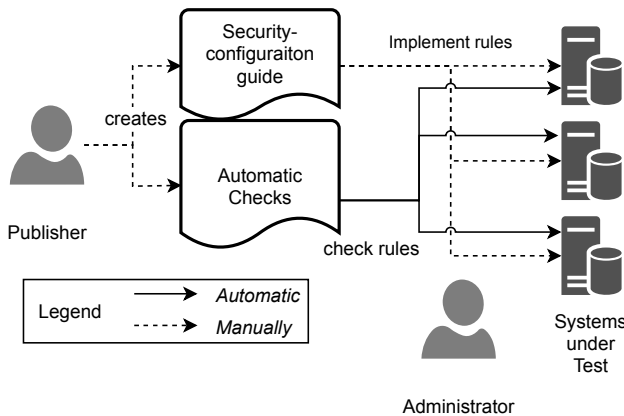 Security-
configuraiton
guide
Implement rules
creates
Automatic
Checks
Publisher
check rules
Legend
Automatic
Manually
Systems
under
Test
Administrator